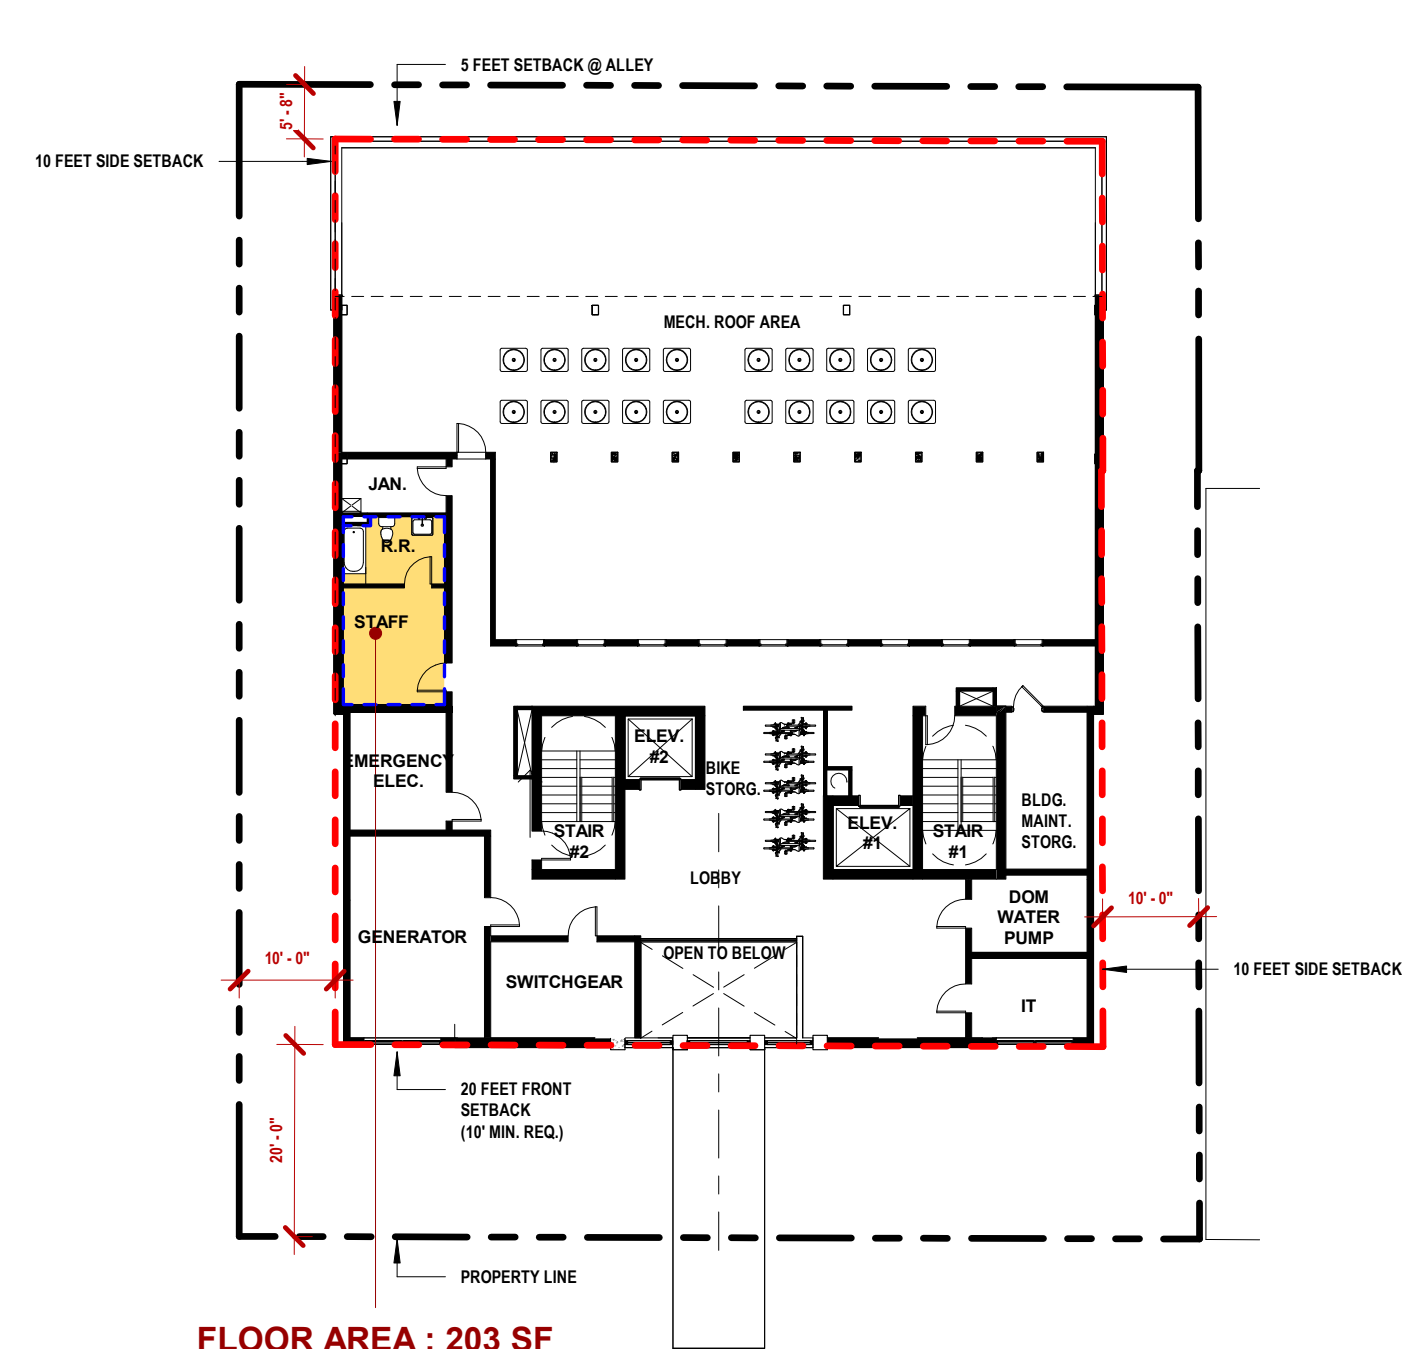 5 FEET SETBACK @ ALLEY
5' - 8"
10 FEET SIDE SETBACK
MECH. ROOF AREA
JAN.
R.R.
STAFF
EMERGENCY
ELEC.
ELEV.
#2
BIKE
STORG.
STAIR
#2
ELEV.
#1
STAIR
#1
BLDG.
MAINT.
STORG.
LOBBY
DOM
WATER
PUMP
10' - 0"
GENERATOR
OPEN TO BELOW
10' - 0"
SWITCHGEAR
10 FEET SIDE SETBACK
IT
20 FEET FRONT
SETBACK
(10' MIN. REQ.)
20' - 0"
PROPERTY LINE
FLOOR AREA : 203 SF